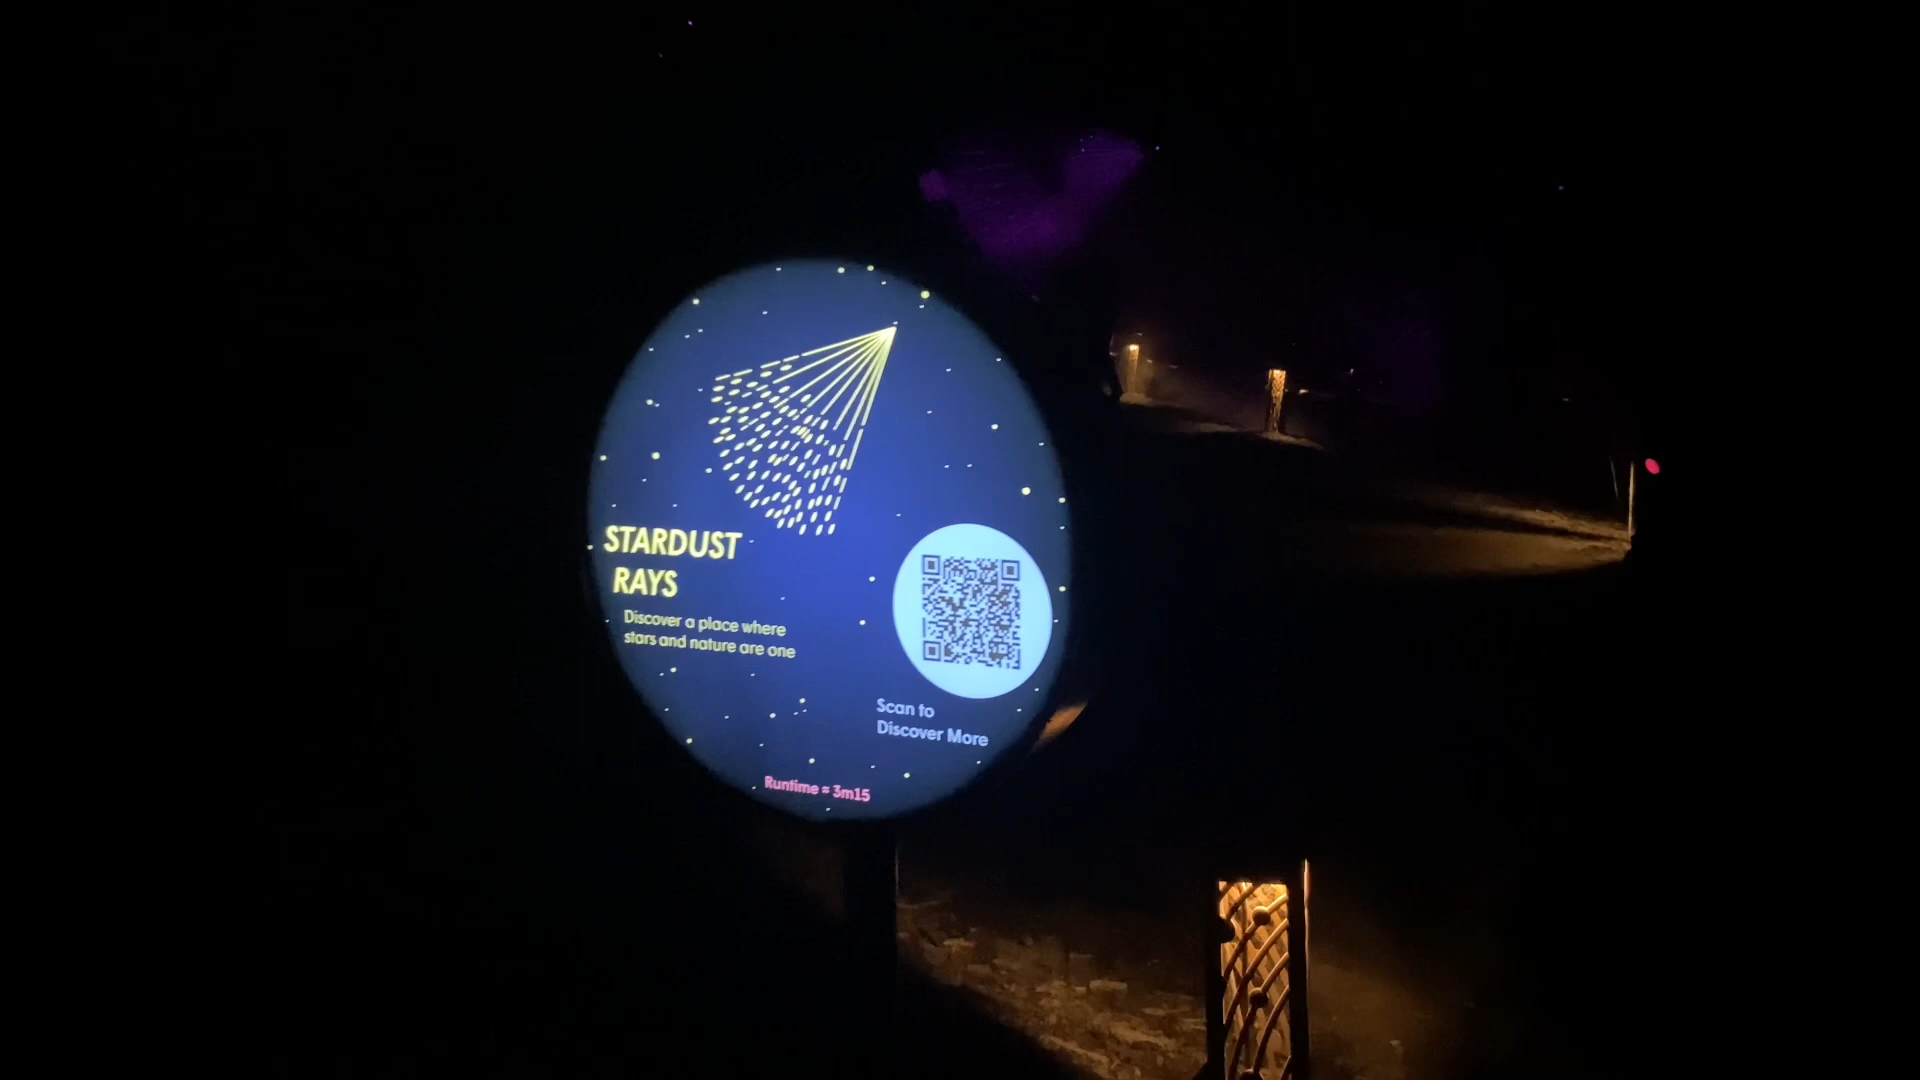 STARDUST
RAYS
Discover a place where
stars and nature are one
Scan to
Discover More
Runtime ≈ 3m15